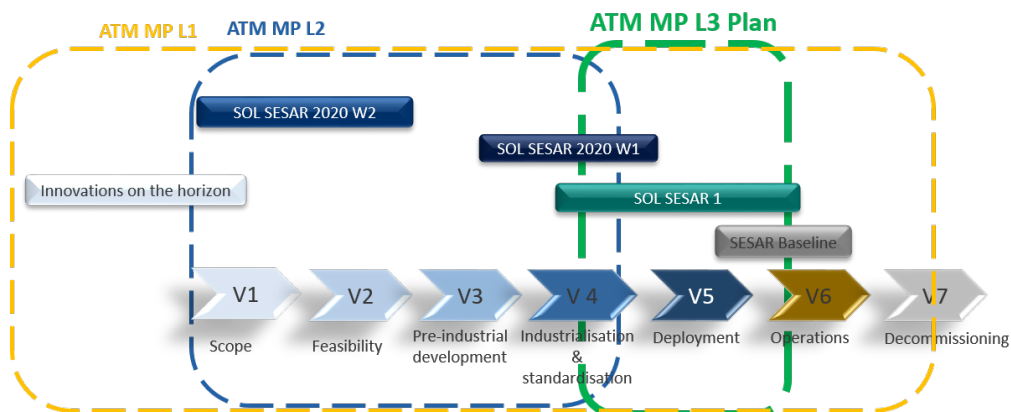 ATM MP L1
ATM MP L2
ATM MP L3 Plan
SOL SESAR 2020 W2
SOL SESAR 2020 W1
Innovations on the horizon
SOL SESAR 1
SESAR Baseline
V1
V2
V3
V 4
V5
V6
V7
Scope
Feasibility
Pre-industrial
development
Industrialisation
&
standardisation
Deployment
Operations
Decommissioning